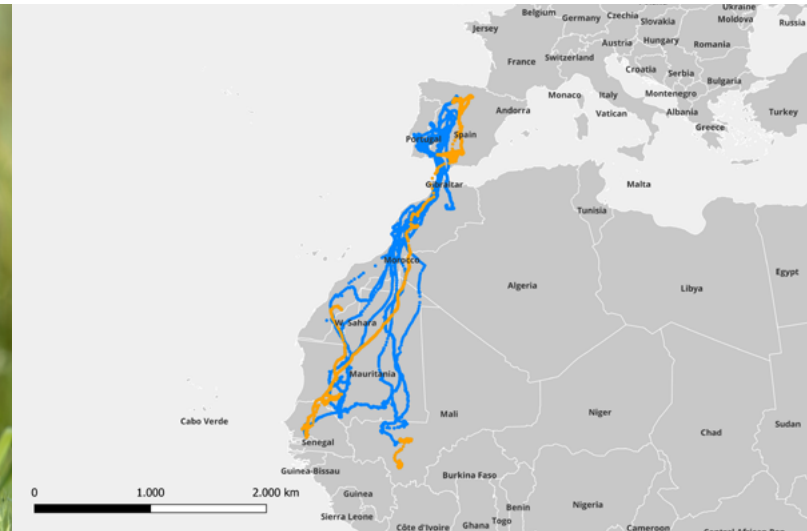 Ukraine
Belgium
Germany
Czechia
Slovakia
Moldova
Russia
Jersey
Austria
Hungary
Romania
France
Switzerland
Croatia
Serbia
Bulgaria
Monaco
Italy
Montenegro
Andorra
Vatican
Albania
Turkey
Portugal
Spain
Greece
Gibraltar
Malta
Tunisia
Morocco
Algeria
Libya
Egypt
W. Sahara
Mauritania
Cabo Verde
Mali
Niger
Chad
Sudan
Senegal
Guinea-Bissau
Burkina Faso
Guinea
Nigeria
Benin
Sierra Leone
Togo
Côte d'Ivoire
Ghana
Cameroon
Central African Rep.
0 1.000 2.000 km